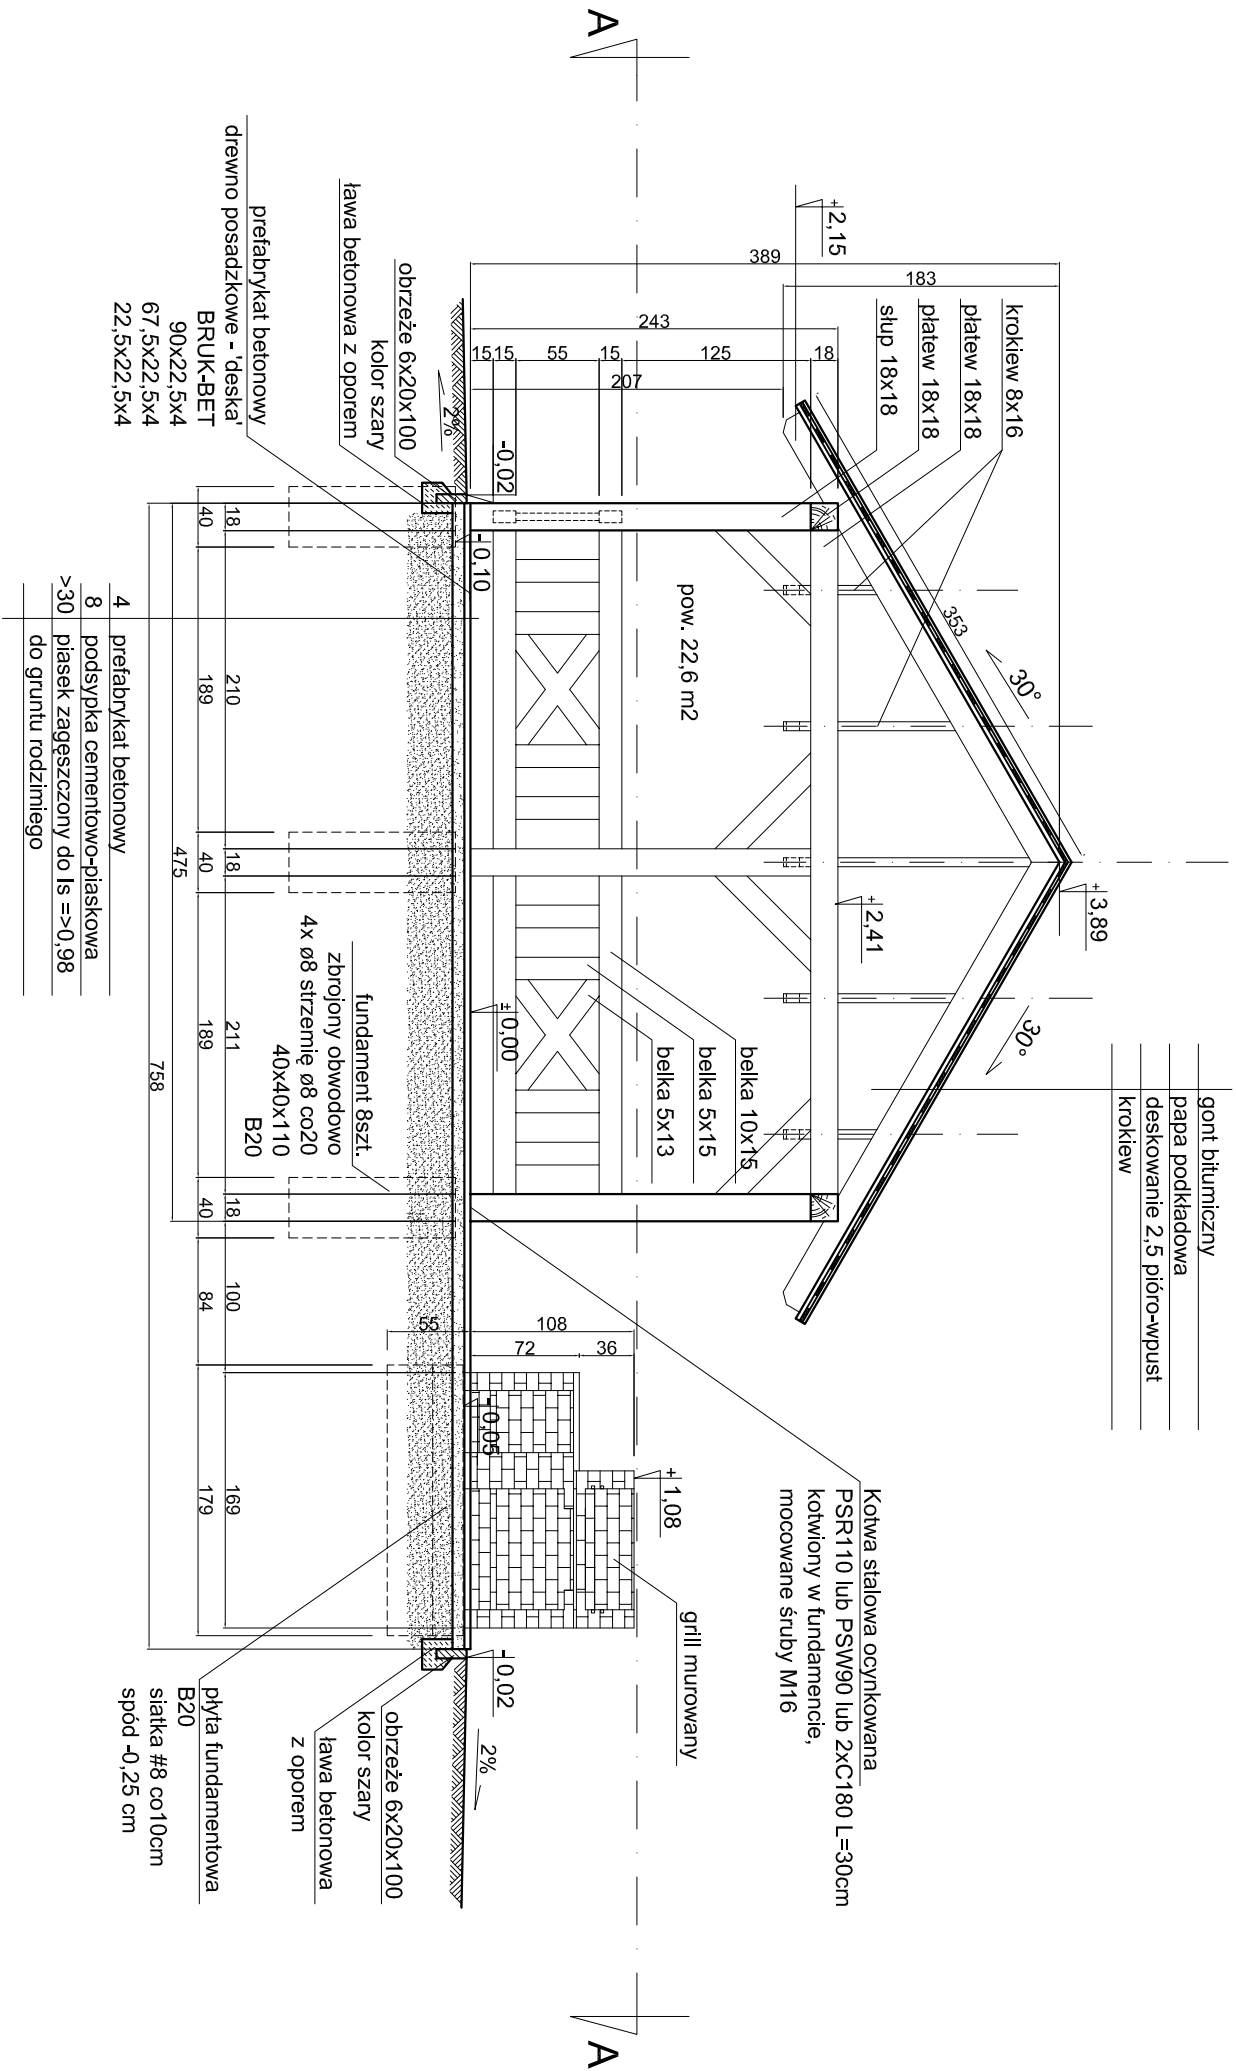 A
gont bitumiczny
papa podkładowa
deskowanie 2,5 pióro-wpust
krokiew
+3,89
30°
30°
353
krokiew 8x16
płatew 18x18
płatew 18x18
słup 18x18
+2,15
+2,41
389
183
243
207
15
15
55
15
125
18
pow. 22,6 m2
Kotwa stalowa ocynkowana
PSR110 lub PSW90 lub 2xC180 L=30cm
kotwiony w fundamencie,
mocowane śruby M16
belka 10x15
belka 5x15
belka 5x13
grill murowany
+1,08
108
72
36
55
±0,00
-0,02
-0,10
-0,05
-0,02
2%
2%
obrzeże 6x20x100
kolor szary
ława betonowa z oporem
prefabrykat betonowy
drewno posadzkowe - 'deska'
BRUK-BET
90x22,5x4
67,5x22,5x4
22,5x22,5x4
obrzeże 6x20x100
kolor szary
ława betonowa
z oporem
płyta fundamentowa
B20
siatka #8 co10cm
spód -0,25 cm
fundament 8szt.
zbrojony obwodowo
4x ø8 strzemię ø8 co20
40x40x110
B20
18
210
18
211
18
100
169
40
189
40
189
40
84
179
475
758
4 prefabrykat betonowy
8 podsypka cementowo-piaskowa
>30 piasek zagęszczony do Is =>0,98
do gruntu rodzimiego
A